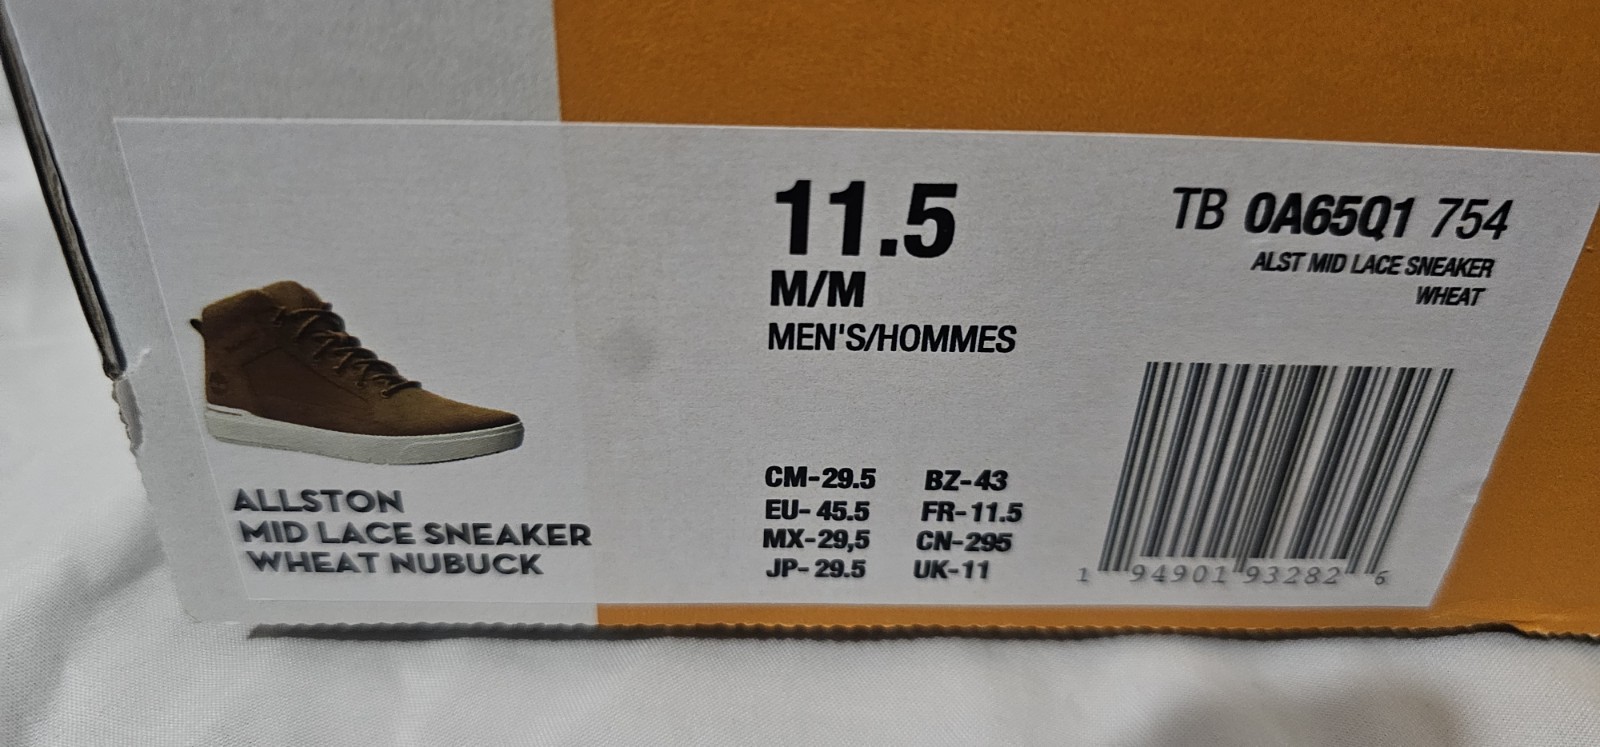 11.5
M/M
MEN'S/HOMMES
TB 0A65Q1 754
ALST MID LACE SNEAKER
WHEAT
ALLSTON
MID LACE SNEAKER
WHEAT NUBUCK
CM-29.5 BZ-43
EU-45.5 FR-11.5
MX-29,5 CN-295
JP-29.5 UK-11
1 94901 93282 6